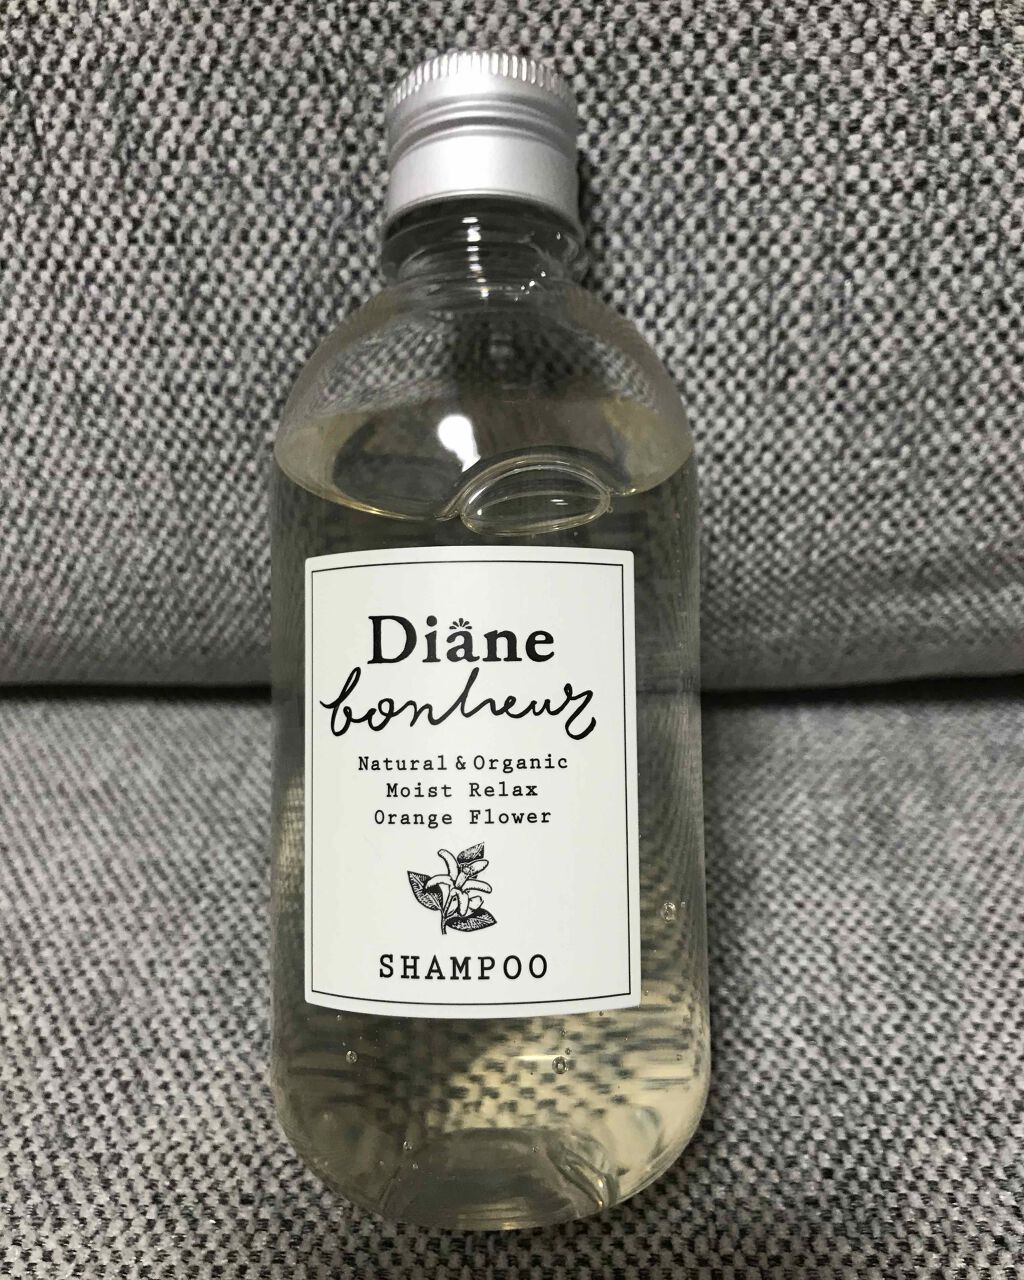 Diane
bonheur
Natural & Organic
Moist Relax
Orange Flower
SHAMPOO